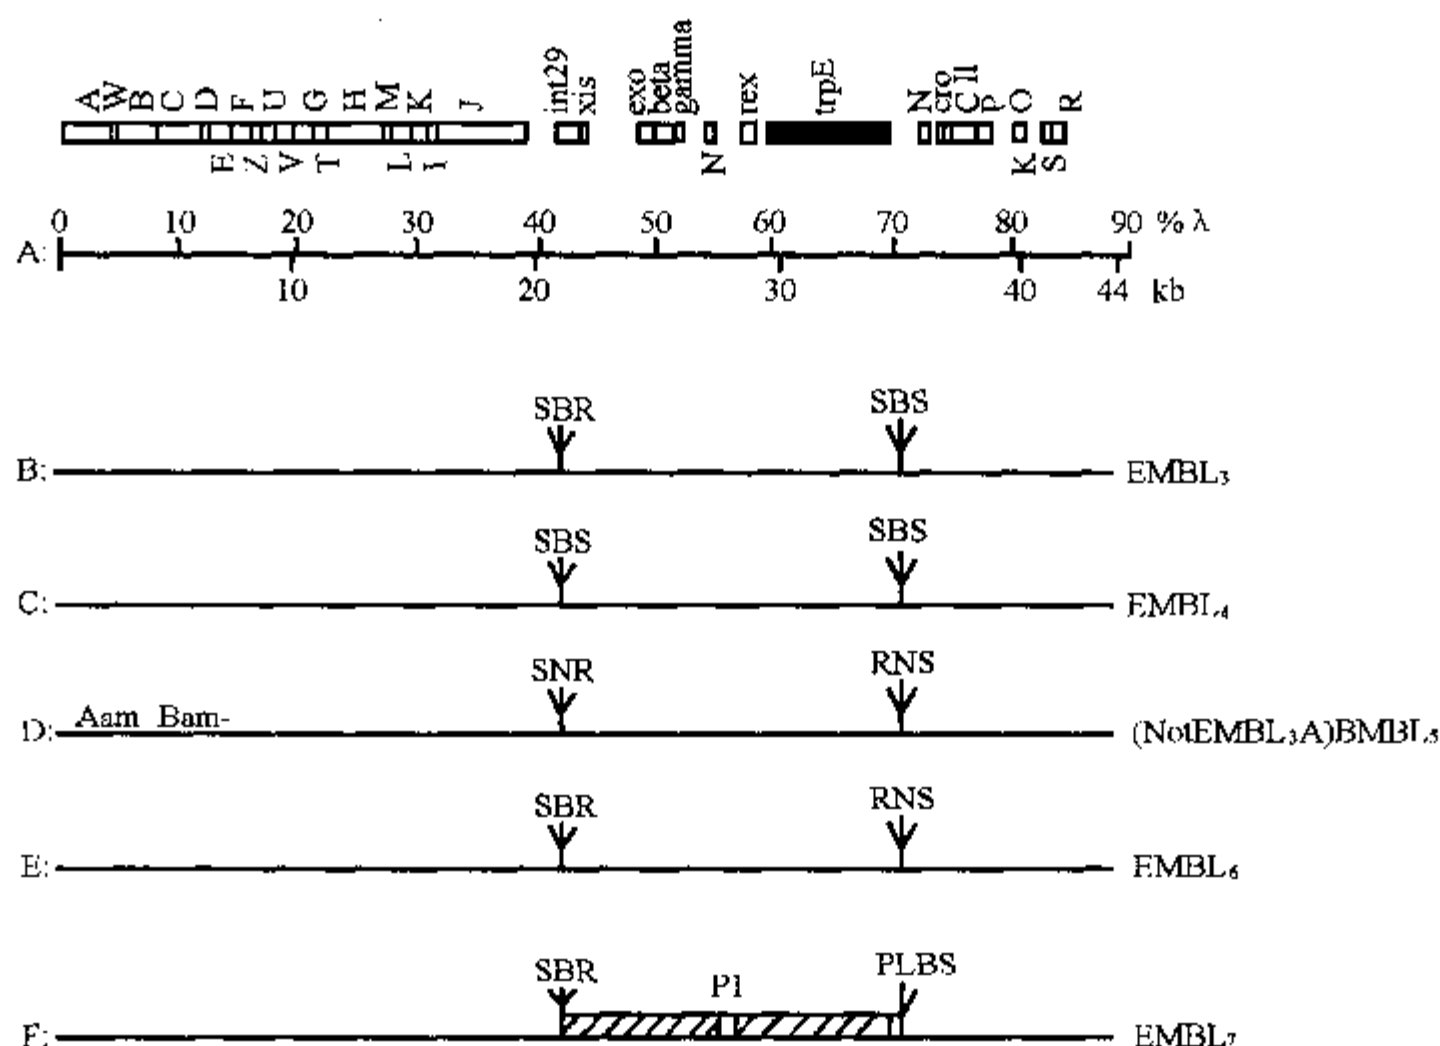 A W B C D F U G H M K J int29 xis exo beta gamma rex trpE N cro CII P O R
E Z V T L I N K S
0 10 20 30 40 50 60 70 80 90 % λ
A:
10 20 30 40 44 kb
SBR SBS
B: EMBL₃
SBS SBS
C: EMBL₄
SNR RNS
D: Aam Bam- (NotEMBL₃A)BMBL₅
SBR RNS
E: EMBL₆
SBR P1 PLBS
F: EMBL₇